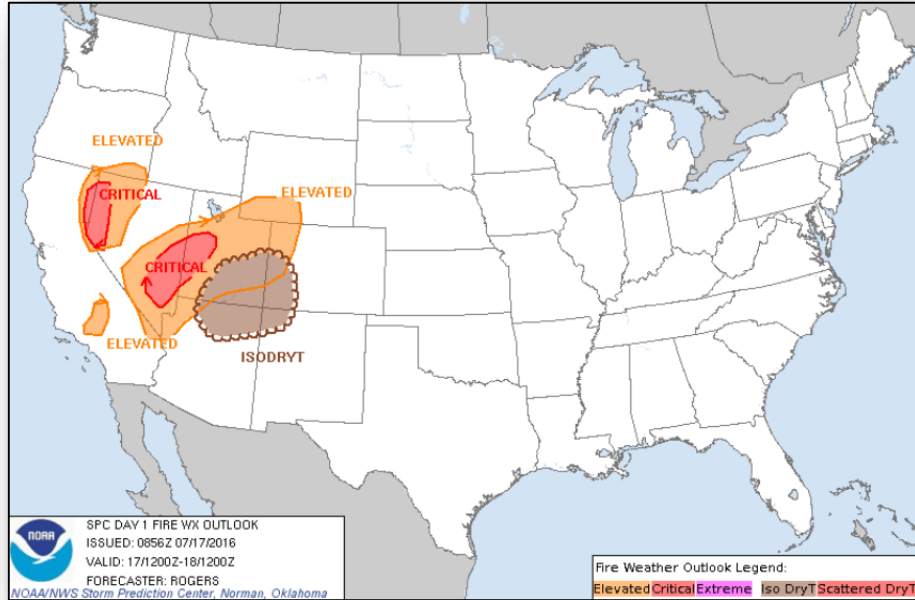 ELEVATED
CRITICAL
ELEVATED
CRITICAL
ELEVATED
ISODRYT
NOAA
SPC DAY 1 FIRE WX OUTLOOK
ISSUED: 0856Z 07/17/2016
VALID: 17/1200Z-18/1200Z
FORECASTER: ROGERS
NOAA/NWS Storm Prediction Center, Norman, Oklahoma
Fire Weather Outlook Legend:
Elevated Critical Extreme Iso DryT Scattered DryT